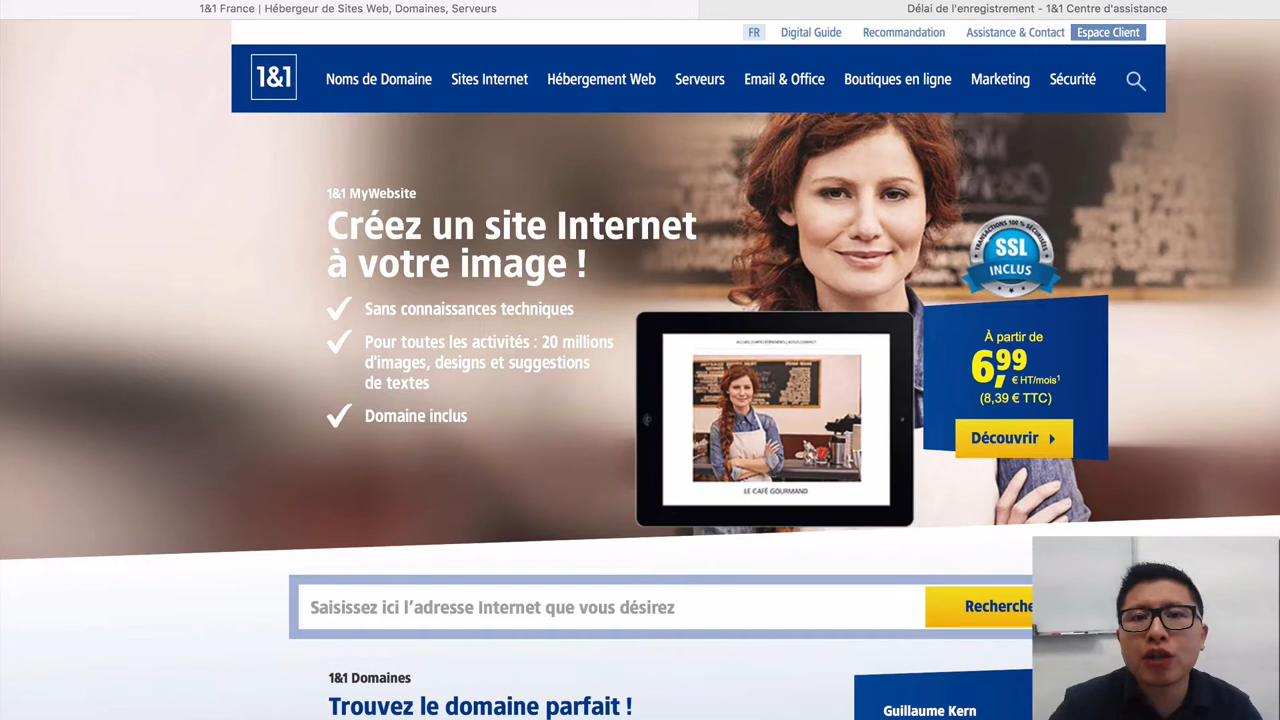 1&1 France | Hébergeur de Sites Web, Domaines, Serveurs
Délai de l'enregistrement - 1&1 Centre d'assistance
FR Digital Guide Recommandation Assistance & Contact Espace Client
1&1 Noms de Domaine Sites Internet Hébergement Web Serveurs Email & Office Boutiques en ligne Marketing Sécurité
1&1 MyWebsite
Créez un site Internet
à votre image !
Sans connaissances techniques
Pour toutes les activités : 20 millions
d'images, designs et suggestions
de textes
Domaine inclus
TRANSACTIONS 100 % SÉCURISÉES
SSL
INCLUS
À partir de
6,99
€ HT/mois¹
(8,39 € TTC)
Découvrir
LE CAFÉ GOURMAND
Saisissez ici l'adresse Internet que vous désirez
Recherche
1&1 Domaines
Trouvez le domaine parfait !
Guillaume Kern